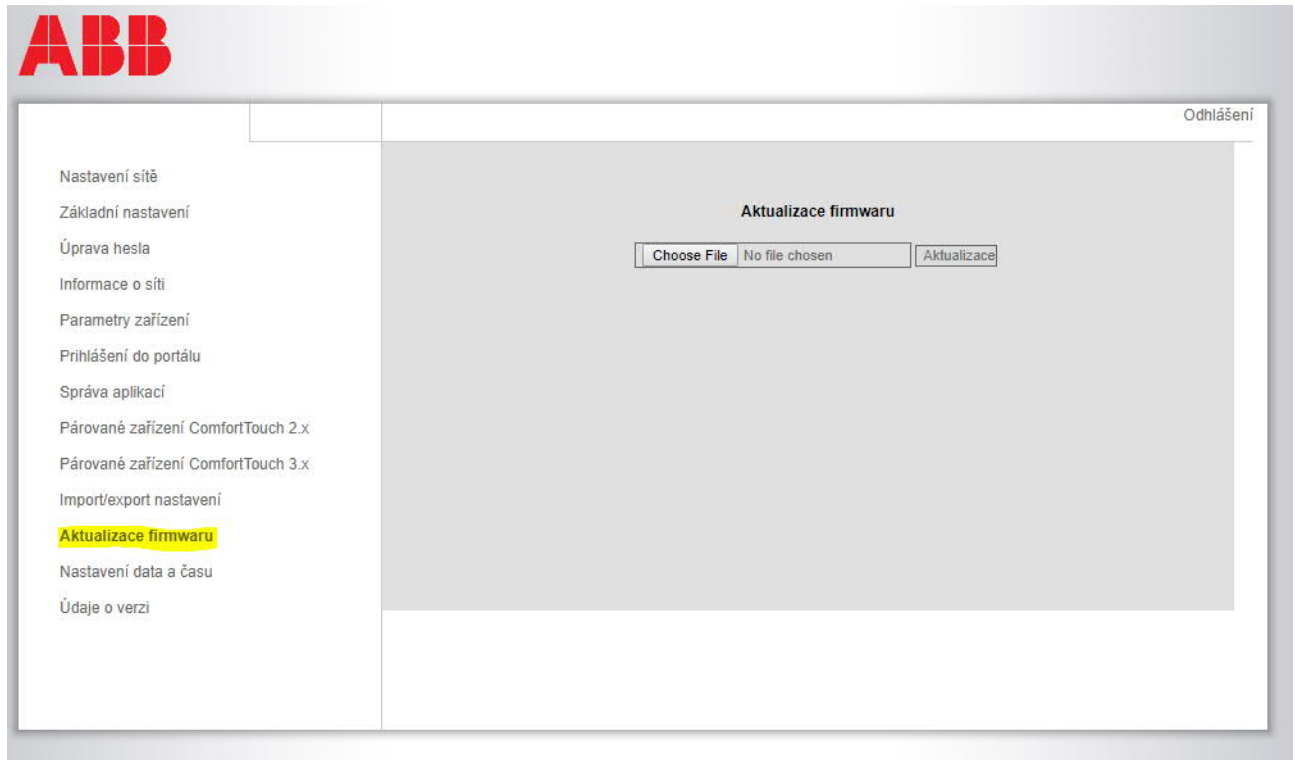 ABB
Odhlášení
Nastavení sítě
Základní nastavení
Úprava hesla
Informace o síti
Parametry zařízení
Prihlášení do portálu
Správa aplikací
Párované zařízení ComfortTouch 2.x
Párované zařízení ComfortTouch 3.x
Import/export nastavení
Aktualizace firmwaru
Nastavení data a času
Údaje o verzi
Aktualizace firmwaru
Choose File No file chosen Aktualizace